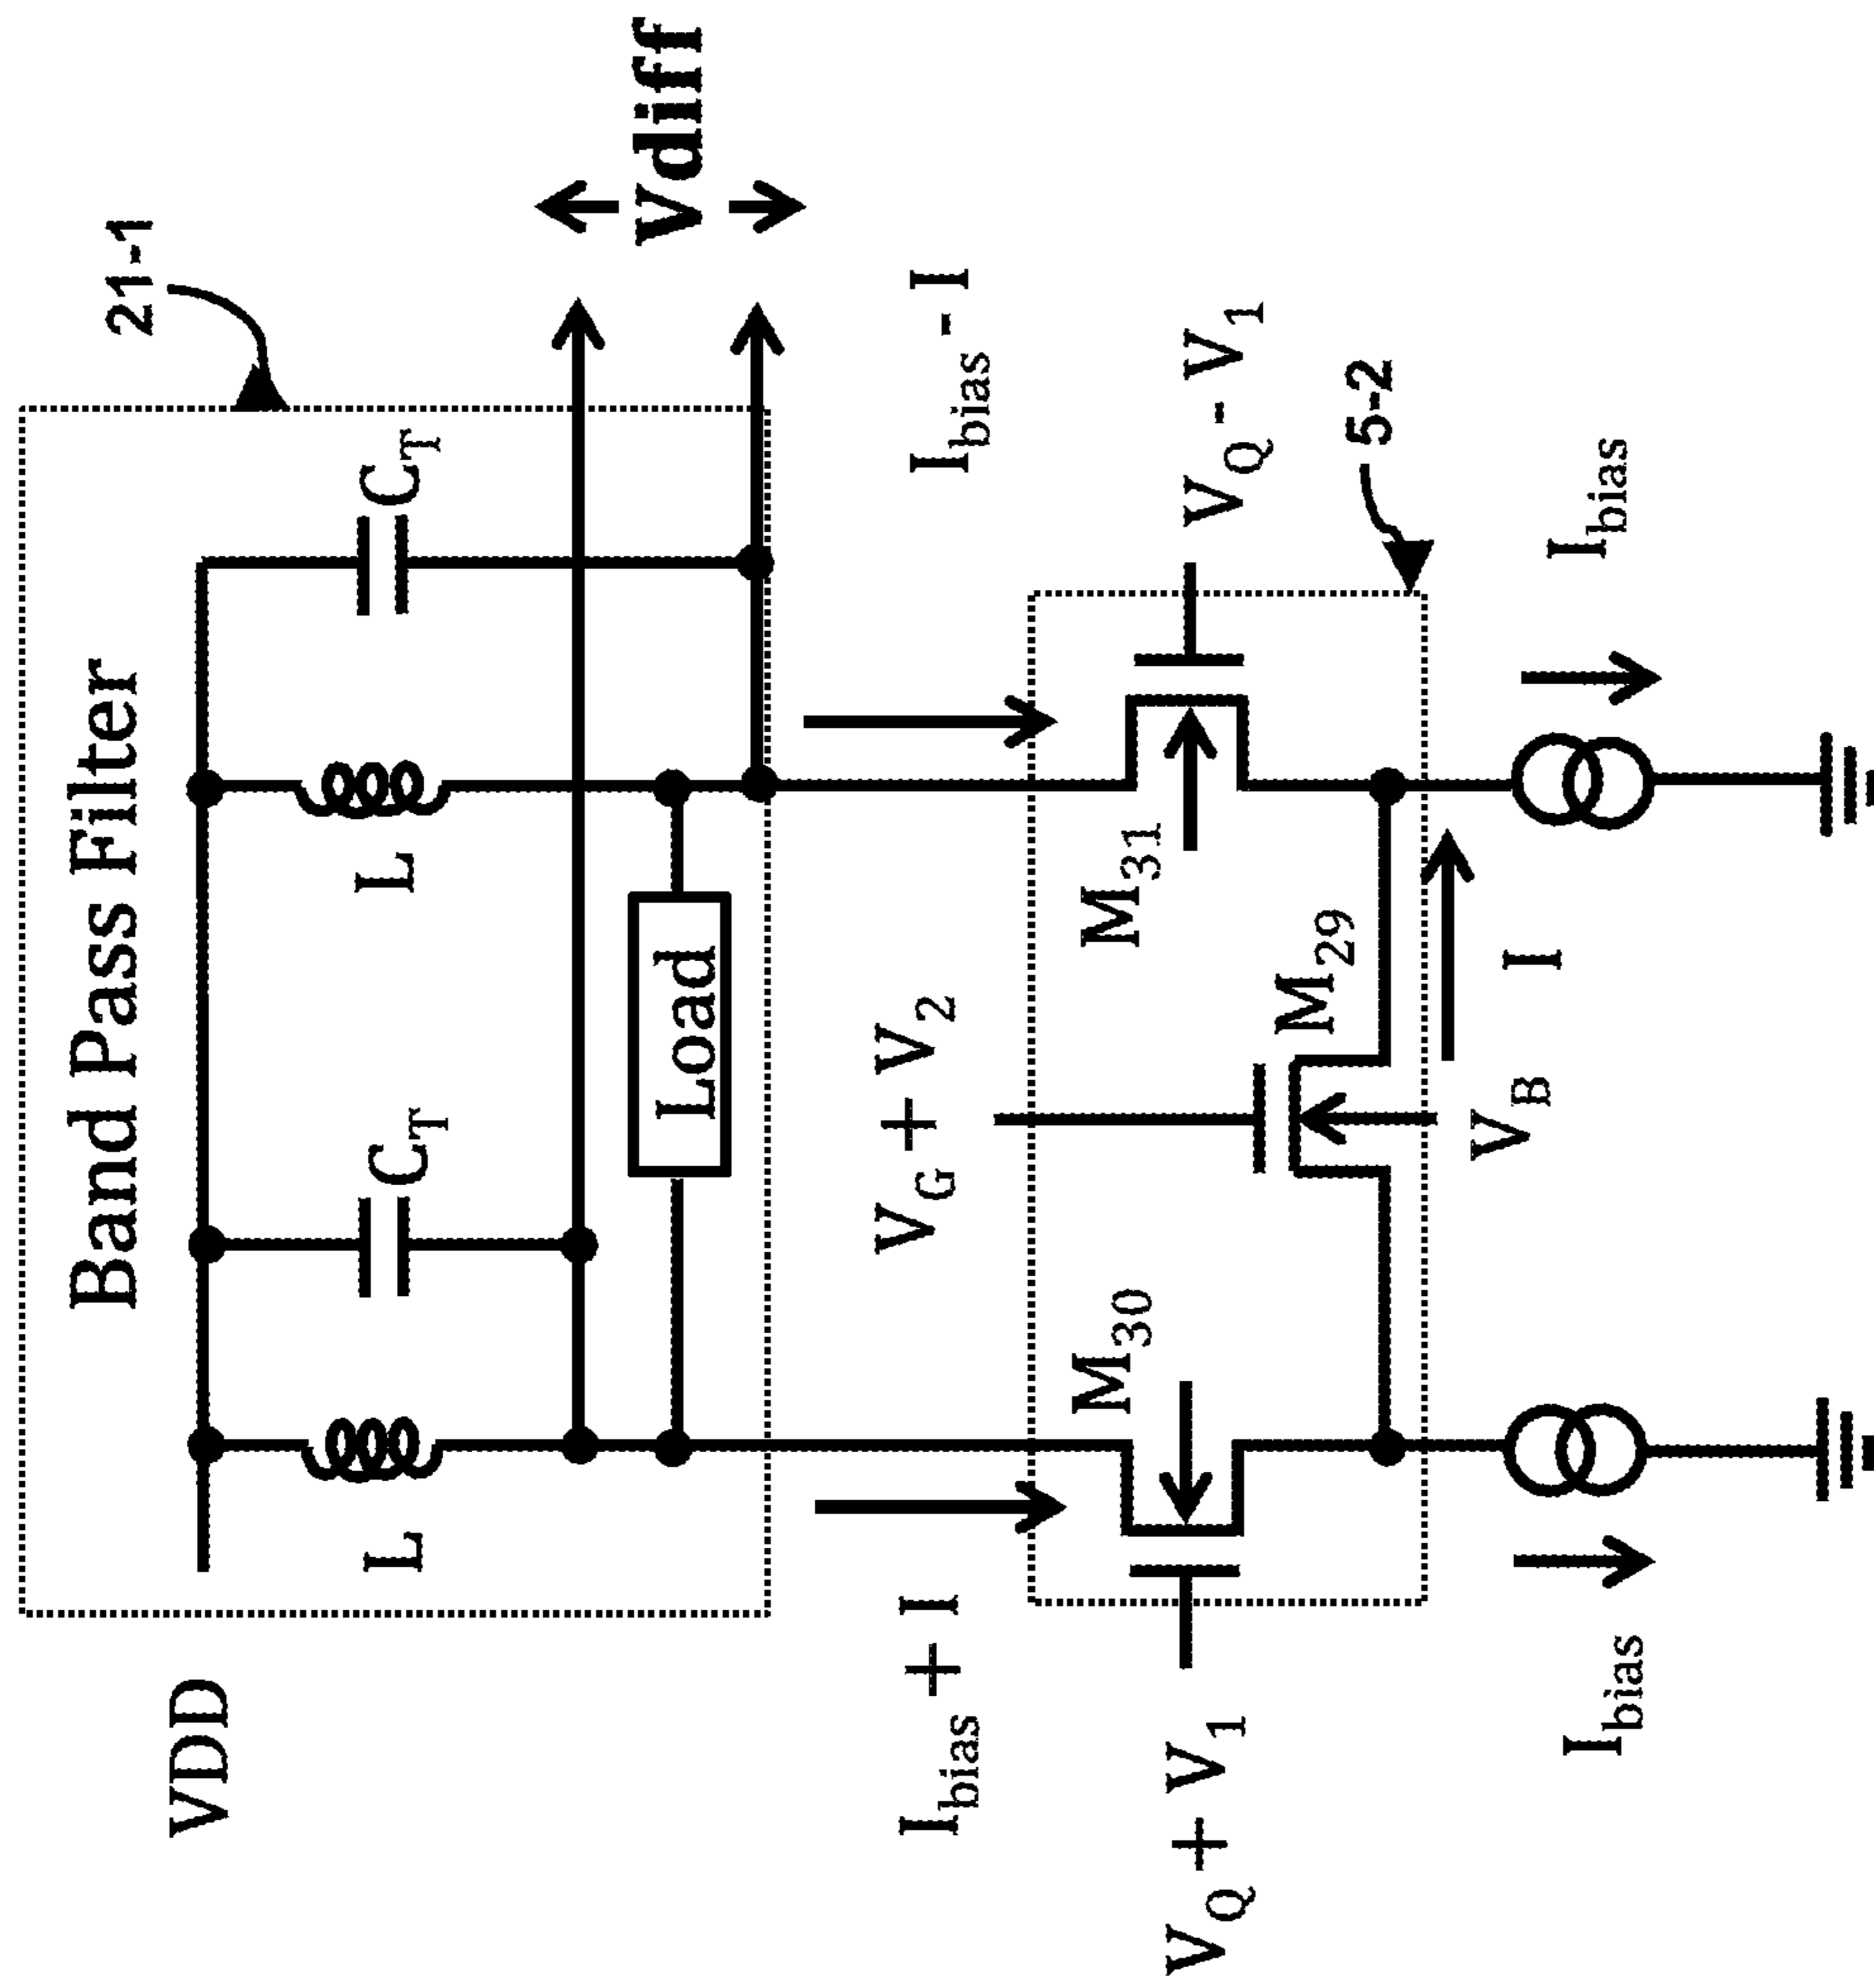 Band Pass Filter
21-1
VDD
L
C_T
L
C_T
Load
Vdiff
I_bias + I
V_G + V_2
I_bias - I
V_Q + V_1
M_30
M_31
V_Q - V_1
M_29
5-2
V_B
I
I_bias
I_bias